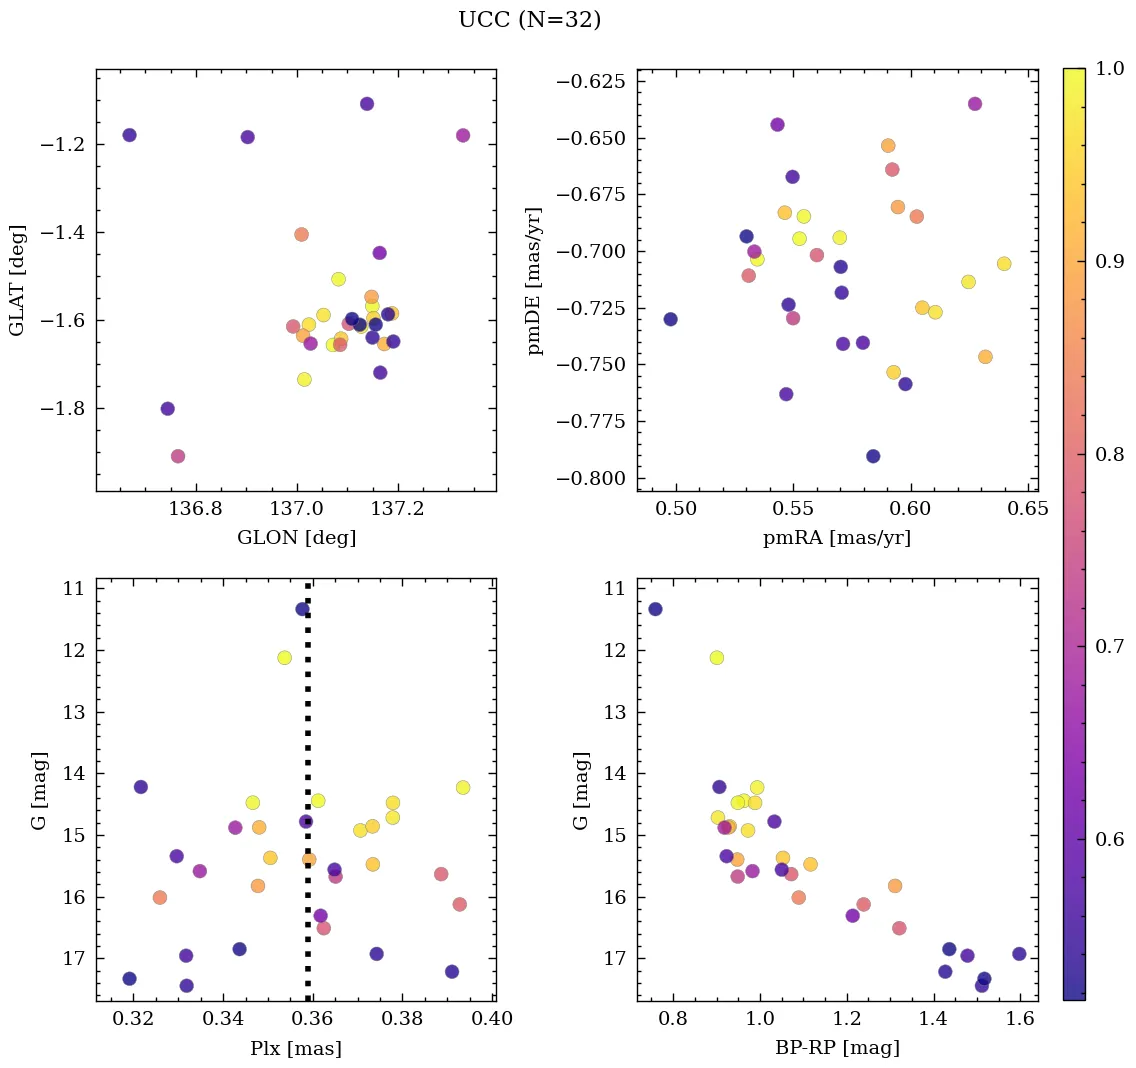 UCC (N=32)
−1.2
−1.4
−1.6
−1.8
GLAT [deg]
136.8 137.0 137.2
GLON [deg]
−0.625
−0.650
−0.675
−0.700
−0.725
−0.750
−0.775
−0.800
pmDE [mas/yr]
0.50 0.55 0.60 0.65
pmRA [mas/yr]
11
12
13
14
15
16
17
G [mag]
0.32 0.34 0.36 0.38 0.40
Plx [mas]
11
12
13
14
15
16
17
G [mag]
0.8 1.0 1.2 1.4 1.6
BP-RP [mag]
1.0
0.9
0.8
0.7
0.6